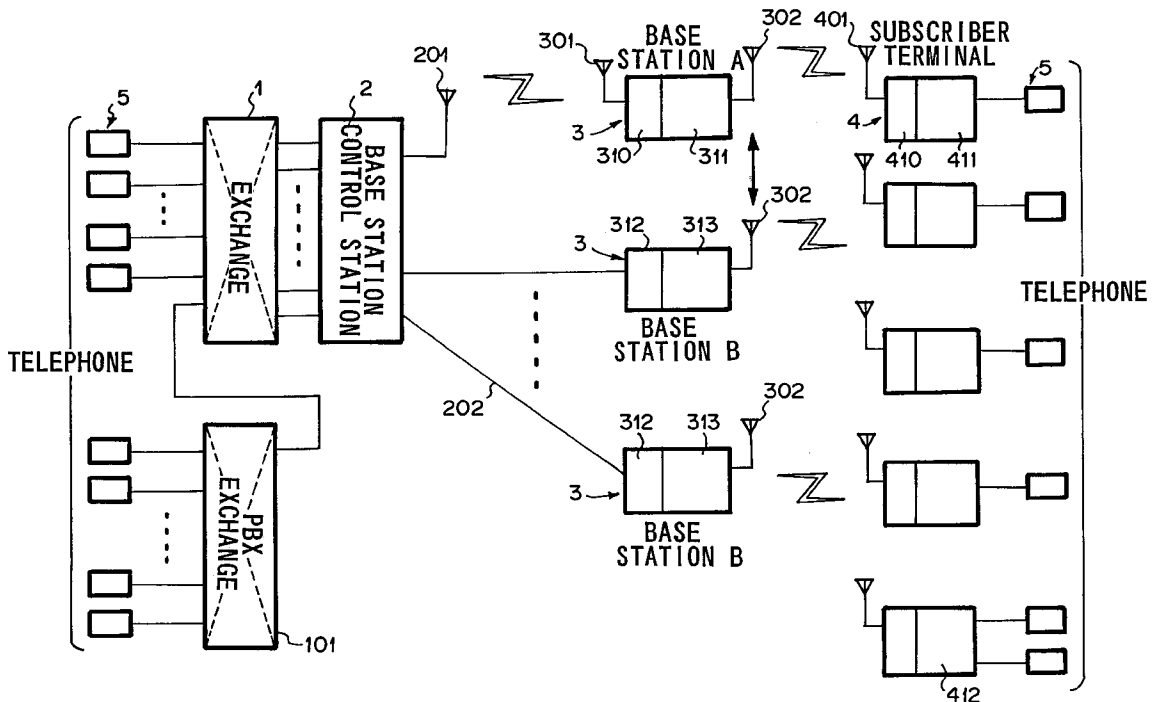 302
301
BASE
STATION A
401
SUBSCRIBER
TERMINAL
201
5
1
2
5
3
310
311
4
410
411
EXCHANGE
BASE STATION
CONTROL STATION
302
3
312
313
BASE
STATION B
TELEPHONE
TELEPHONE
202
302
312
313
3
BASE
STATION B
PBX
EXCHANGE
101
412